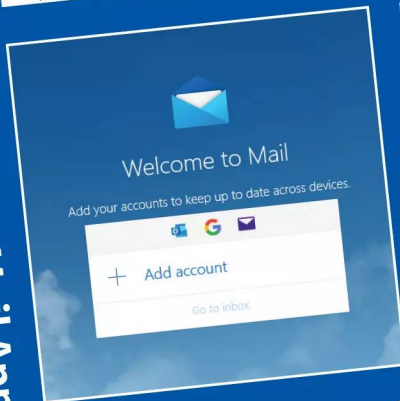 Welcome to Mail
Add your accounts to keep up to date across devices.
Add account
Go to inbox